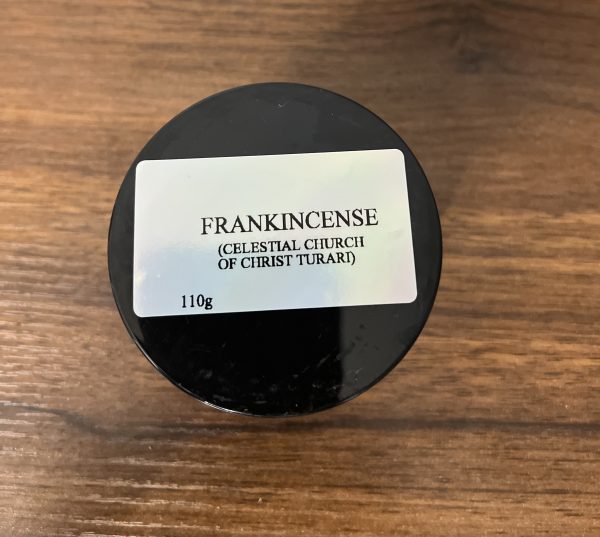 FRANKINCENSE
(CELESTIAL CHURCH
OF CHRIST TURARI)
110g